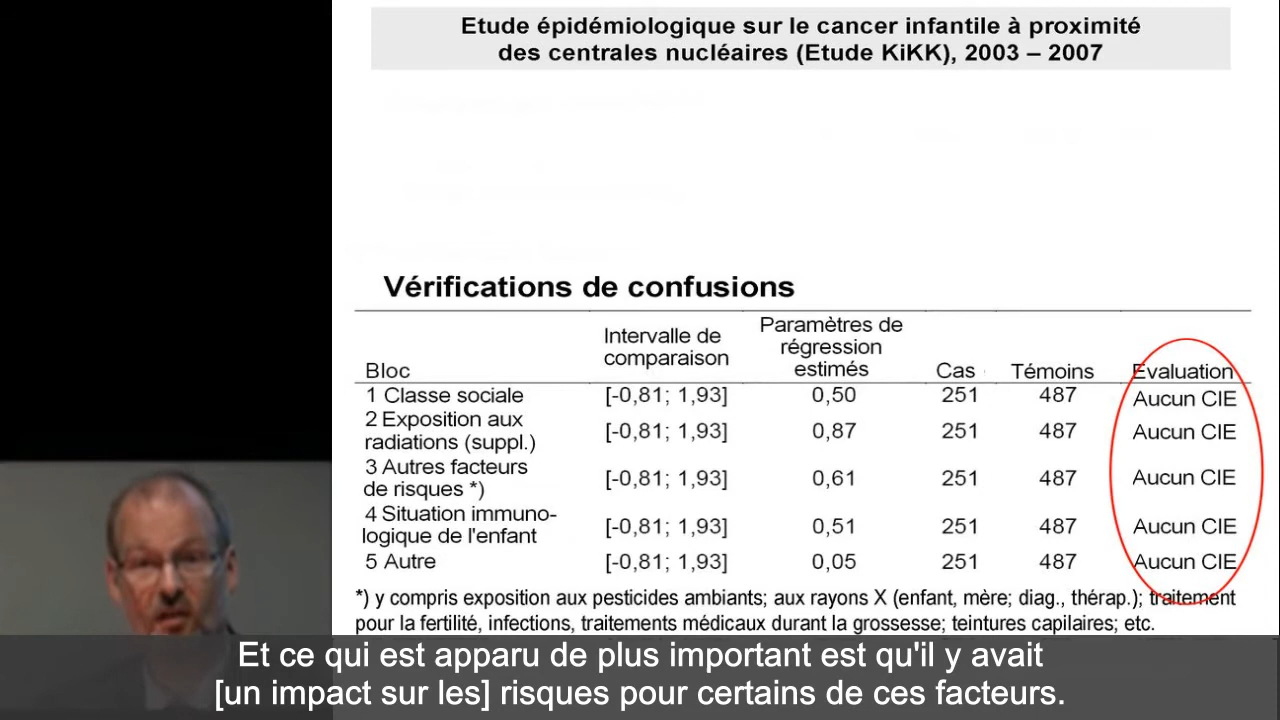 Etude épidémiologique sur le cancer infantile à proximité
des centrales nucléaires (Etude KiKK), 2003 – 2007
Vérifications de confusions
Bloc
Intervalle de
comparaison
Paramètres de
régression
estimés
Cas
Témoins
Evaluation
1 Classe sociale [-0,81; 1,93] 0,50 251 487 Aucun CIE
2 Exposition aux
radiations (suppl.) [-0,81; 1,93] 0,87 251 487 Aucun CIE
3 Autres facteurs
de risques *) [-0,81; 1,93] 0,61 251 487 Aucun CIE
4 Situation immuno-
logique de l'enfant [-0,81; 1,93] 0,51 251 487 Aucun CIE
5 Autre [-0,81; 1,93] 0,05 251 487 Aucun CIE
*) y compris exposition aux pesticides ambiants; aux rayons X (enfant, mère; diag., thérap.); traitement
pour la fertilité, infections, traitements médicaux durant la grossesse; teintures capilaires; etc.
Et ce qui est apparu de plus important est qu'il y avait
[un impact sur les] risques pour certains de ces facteurs.